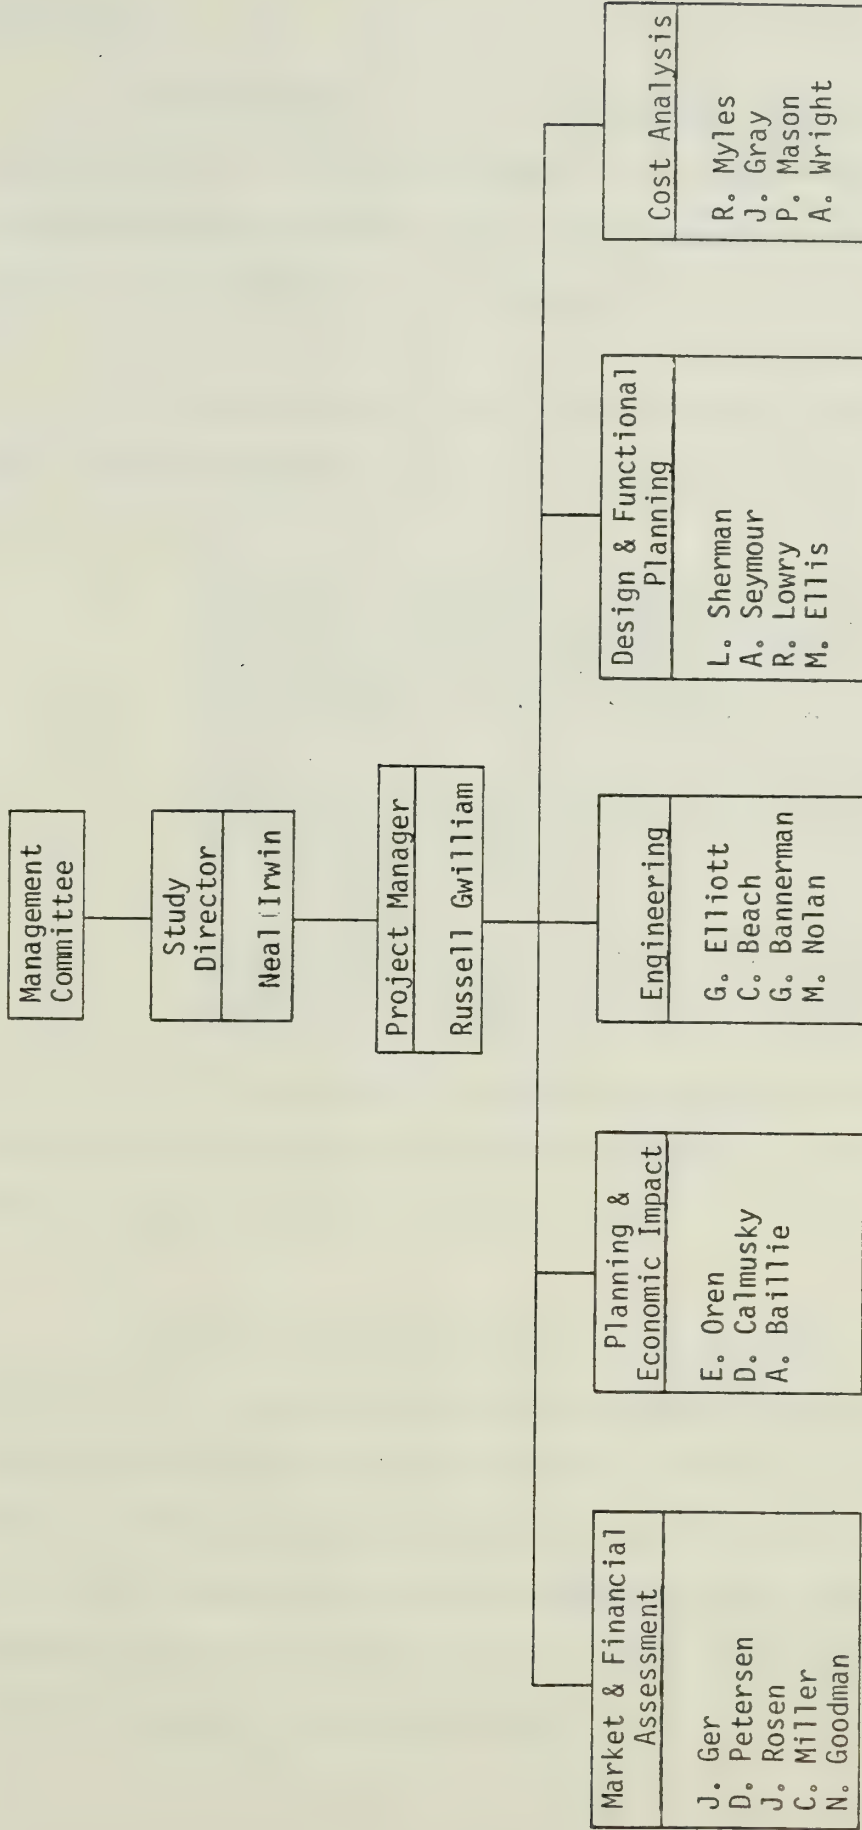 Management
Committee
Study
Director
Neal Irwin
Project Manager
Russell Gwilliam
Market & Financial
Assessment
J. Ger
D. Petersen
J. Rosen
C. Miller
N. Goodman
Planning &
Economic Impact
E. Oren
D. Calmusky
A. Baillie
Engineering
G. Elliott
C. Beach
G. Bannerman
M. Nolan
Design & Functional
Planning
L. Sherman
A. Seymour
R. Lowry
M. Ellis
Cost Analysis
R. Myles
J. Gray
P. Mason
A. Wright